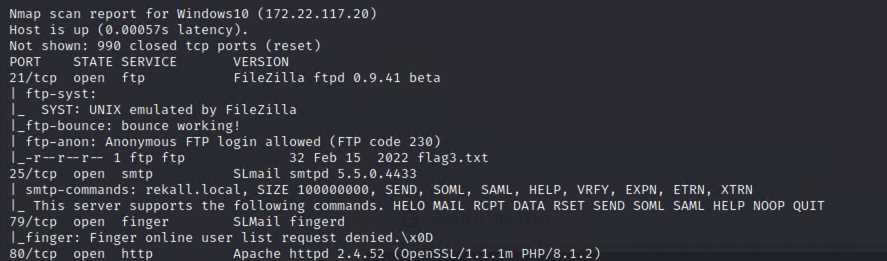 Nmap scan report for Windows10 (172.22.117.20)
Host is up (0.00057s latency).
Not shown: 990 closed tcp ports (reset)
PORT    STATE SERVICE       VERSION
21/tcp  open  ftp           FileZilla ftpd 0.9.41 beta
| ftp-syst:
|_  SYST: UNIX emulated by FileZilla
|_ftp-bounce: bounce working!
| ftp-anon: Anonymous FTP login allowed (FTP code 230)
|_-r--r--r-- 1 ftp ftp             32 Feb 15  2022 flag3.txt
25/tcp  open  smtp          SLmail smtpd 5.5.0.4433
| smtp-commands: rekall.local, SIZE 100000000, SEND, SOML, SAML, HELP, VRFY, EXPN, ETRN, XTRN
|_ This server supports the following commands. HELO MAIL RCPT DATA RSET SEND SOML SAML HELP NOOP QUIT
79/tcp  open  finger        SLMail fingerd
|_finger: Finger online user list request denied.\x0D
80/tcp  open  http          Apache httpd 2.4.52 (OpenSSL/1.1.1m PHP/8.1.2)